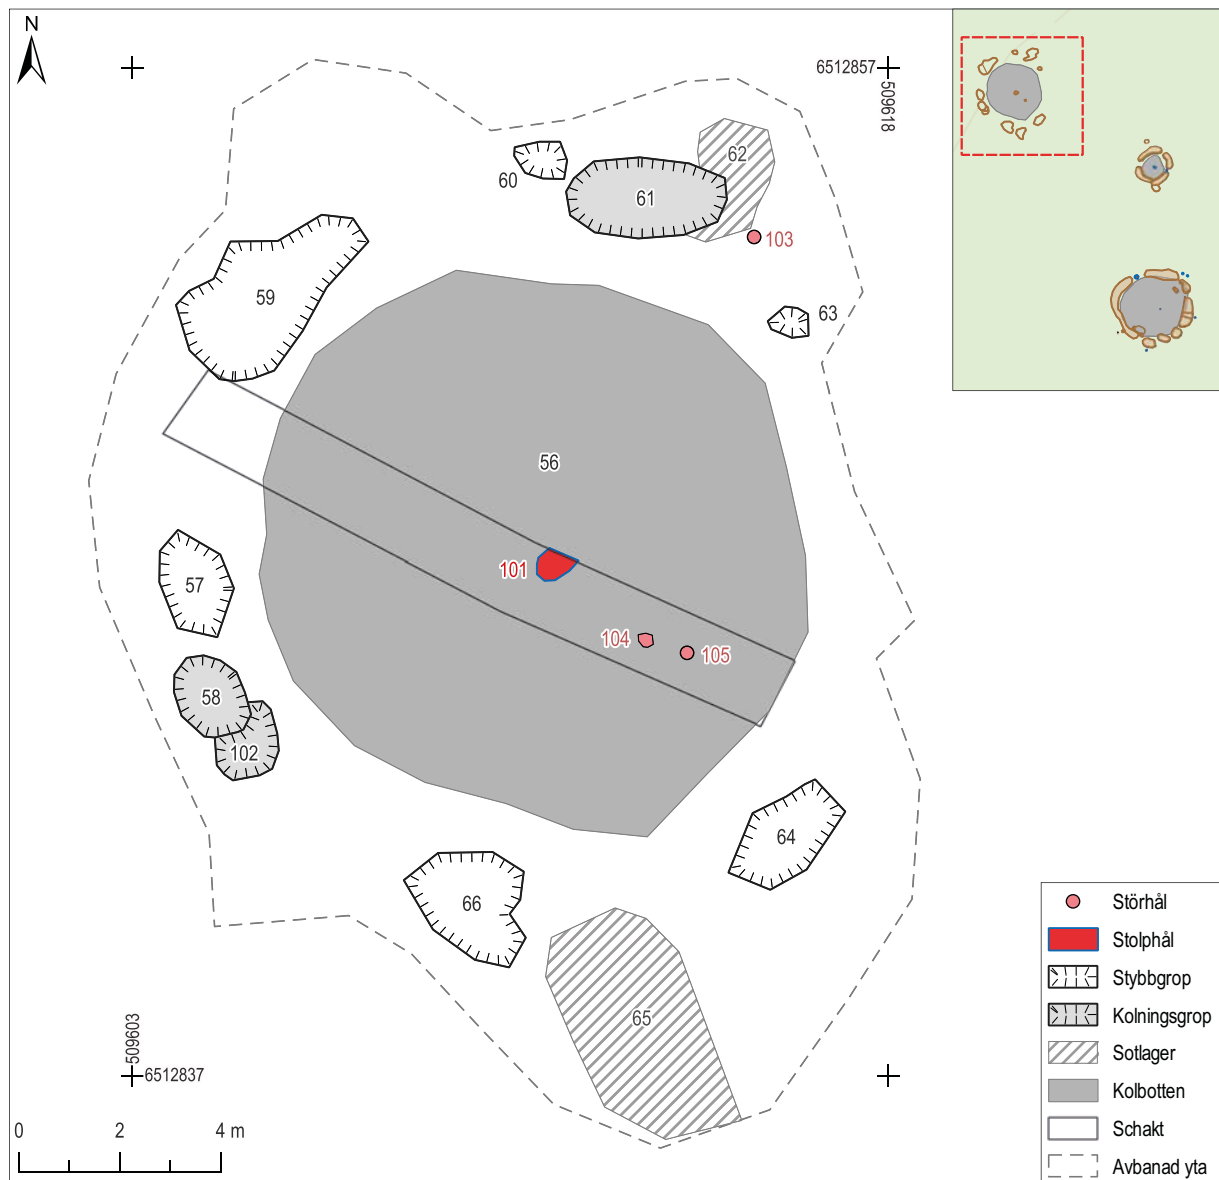 N
6512857
509618
62
60
61
103
59
63
56
101
57
104
105
58
102
64
66
65
509603
6512837
0 2 4 m
Störhål
Stolphål
Stybbgrop
Kolningsgrop
Sotlager
Kolbotten
Schakt
Avbanad yta